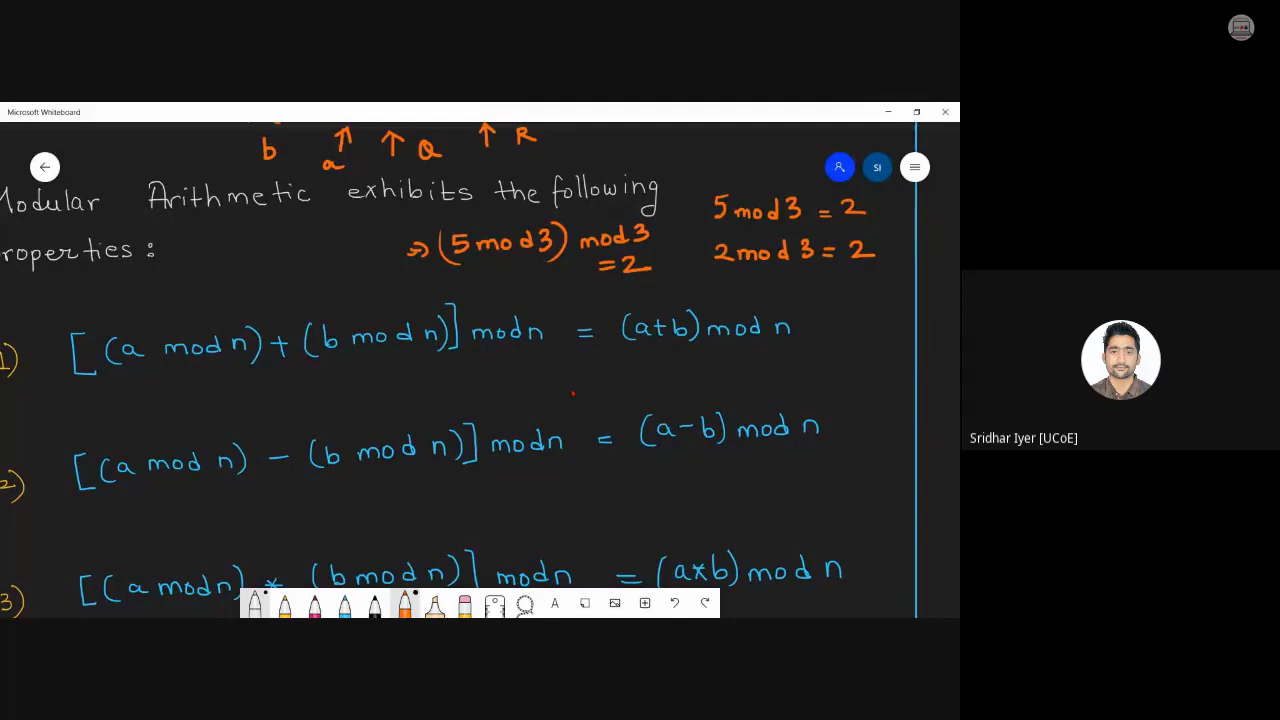 Microsoft Whiteboard
b a Q R
SI
Modular Arithmetic exhibits the following
properties:
(5 mod 3) mod 3
= 2
5 mod 3 = 2
2 mod 3 = 2
1) [(a mod n) + (b mod n)] mod n = (a+b) mod n
2) [(a mod n) - (b mod n)] mod n = (a-b) mod n
3) [(a mod n) * (b mod n)] mod n = (a*b) mod n
A
Sridhar Iyer [UCoE]